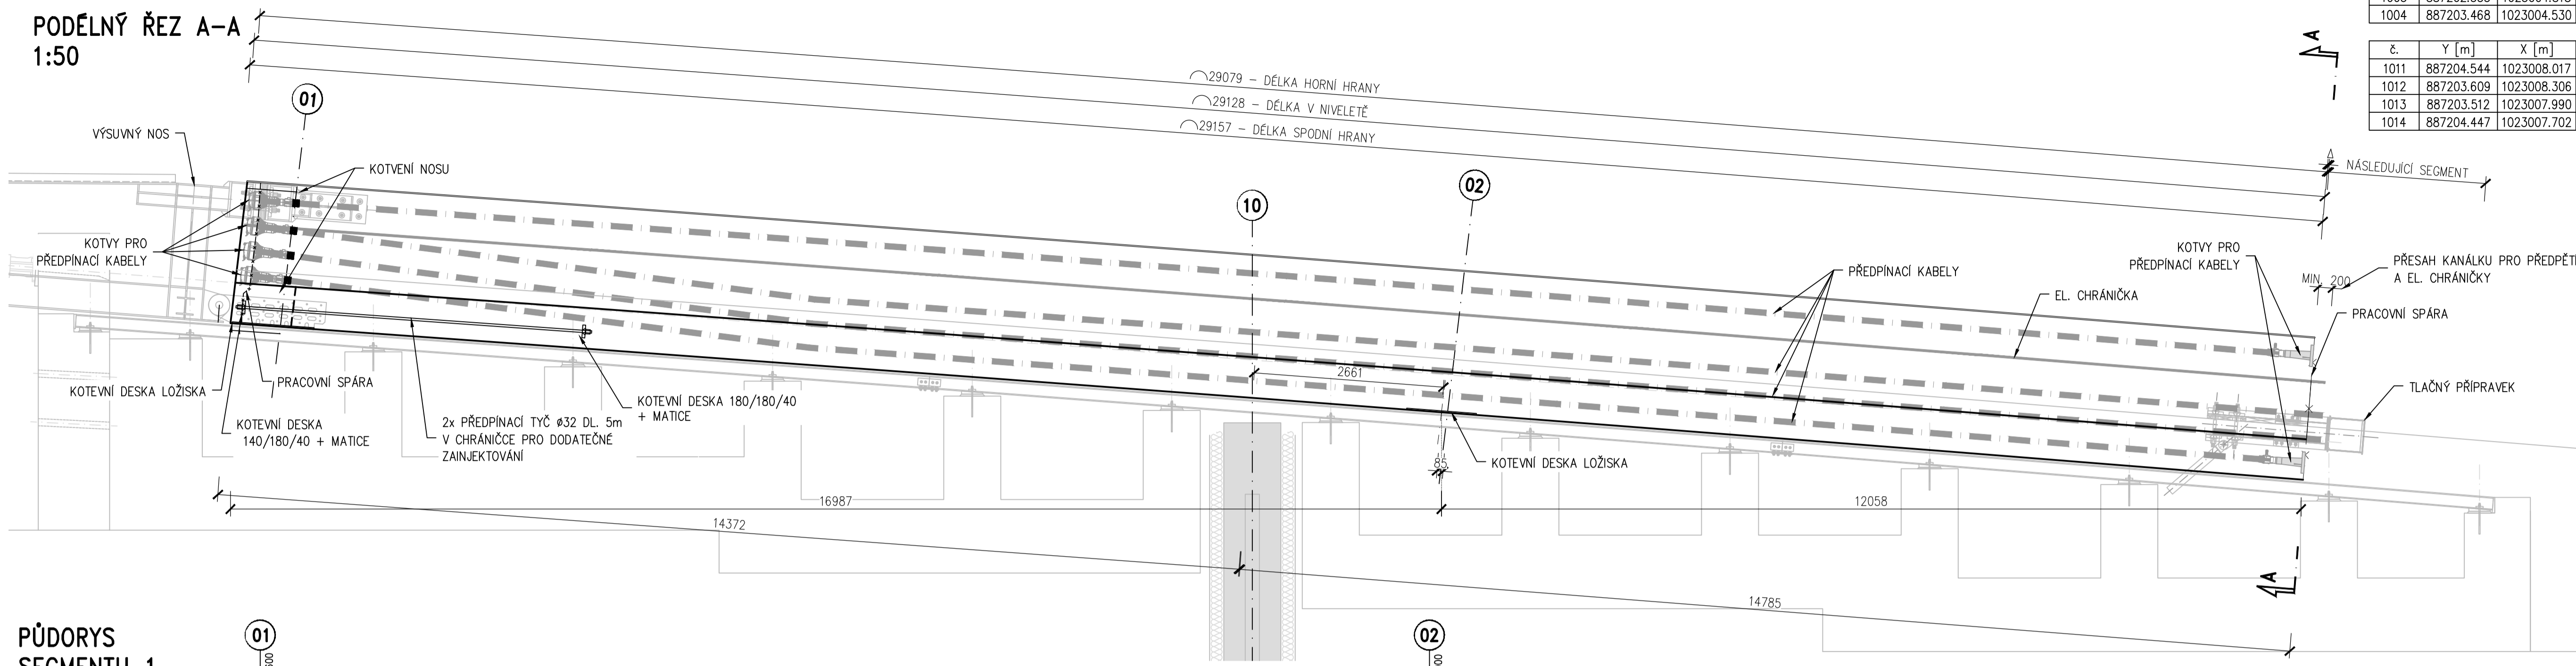 PODÉLNÝ ŘEZ A-A
1:50
1004 887203.468 1023004.530
č. Y [m] X [m]
1011 887204.544 1023008.017
1012 887203.609 1023008.306
1013 887203.512 1023007.990
1014 887204.447 1023007.702
A
29079 - DÉLKA HORNÍ HRANY
29128 - DÉLKA V NIVELETĚ
29157 - DÉLKA SPODNÍ HRANY
01
VÝSUVNÝ NOS
KOTVENÍ NOSU
NÁSLEDUJÍCÍ SEGMENT
02
10
KOTVY PRO
PŘEDPÍNACÍ KABELY
KOTVY PRO
PŘEDPÍNACÍ KABELY
PŘEDPÍNACÍ KABELY
EL. CHRÁNIČKA
MIN. 200
PŘESAH KANÁLKU PRO PŘEDPĚTÍ
A EL. CHRÁNIČKY
PRACOVNÍ SPÁRA
2661
TLAČNÝ PŘÍPRAVEK
KOTEVNÍ DESKA LOŽISKA
PRACOVNÍ SPÁRA
KOTEVNÍ DESKA
140/180/40 + MATICE
2x PŘEDPÍNACÍ TYČ ø32 DL. 5m
V CHRÁNIČCE PRO DODATEČNÉ
ZAINJEKTOVÁNÍ
KOTEVNÍ DESKA 180/180/40
+ MATICE
85
KOTEVNÍ DESKA LOŽISKA
16987
12058
14372
14785
A
PŮDORYS
SEGMENTU 1
01
02